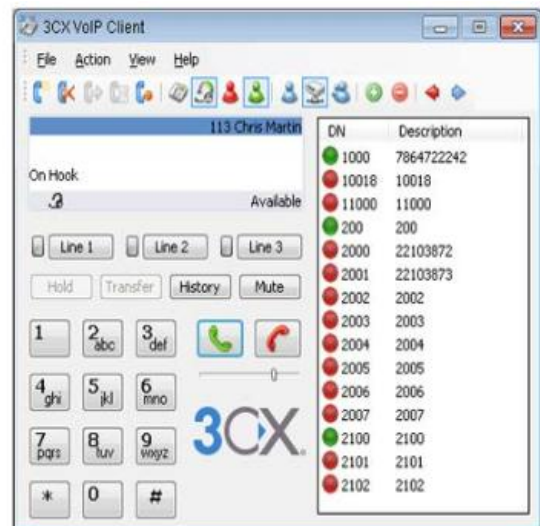 3CX VoIP Client
File Action View Help
113 Chris Martin
On Hook
Available
Line 1 Line 2 Line 3
Hold Transfer History Mute
1 2abc 3def
4ghi 5jkl 6mno
7pqrs 8tuv 9wxyz
* 0 #
3CX
DN Description
1000 7864722242
10018 10018
11000 11000
200 200
2000 22103872
2001 22103873
2002 2002
2003 2003
2004 2004
2005 2005
2006 2006
2007 2007
2100 2100
2101 2101
2102 2102